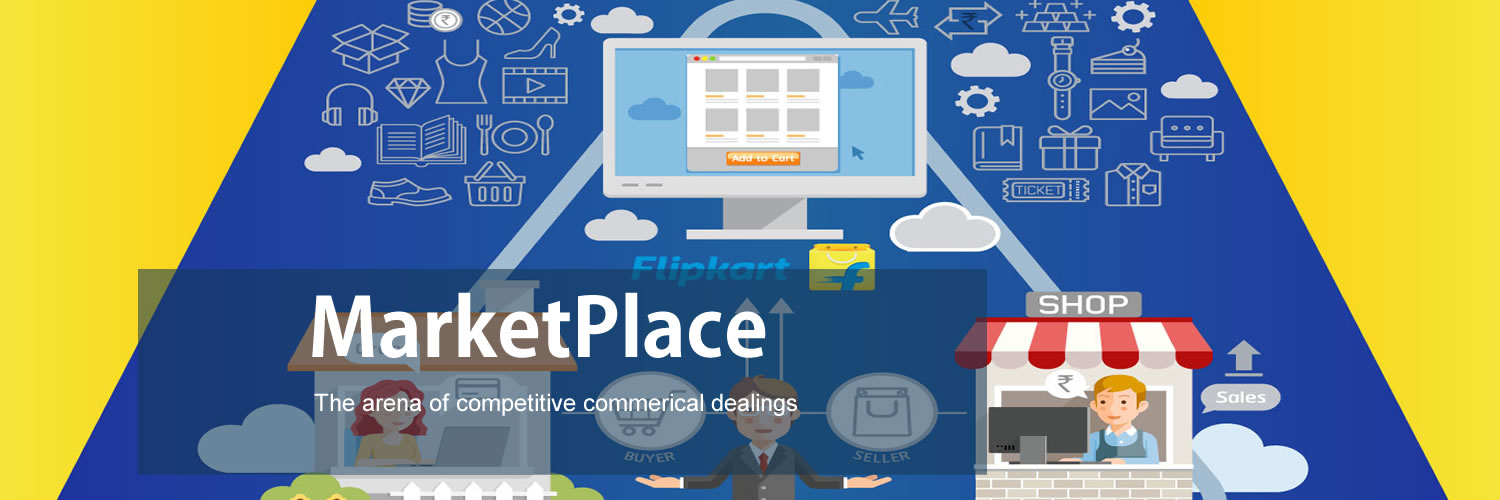 ₹
₹
Add to Cart
TICKET
Flipkart
f
MarketPlace
SHOP
The arena of competitive commerical dealings
₹
Sales
BUYER
SELLER